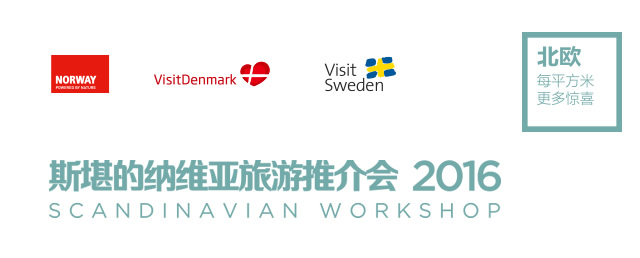 NORWAY
POWERED BY NATURE
VisitDenmark
Visit
Sweden
北欧
每平方米
更多惊喜
斯堪的纳维亚旅游推介会 2016
SCANDINAVIAN WORKSHOP